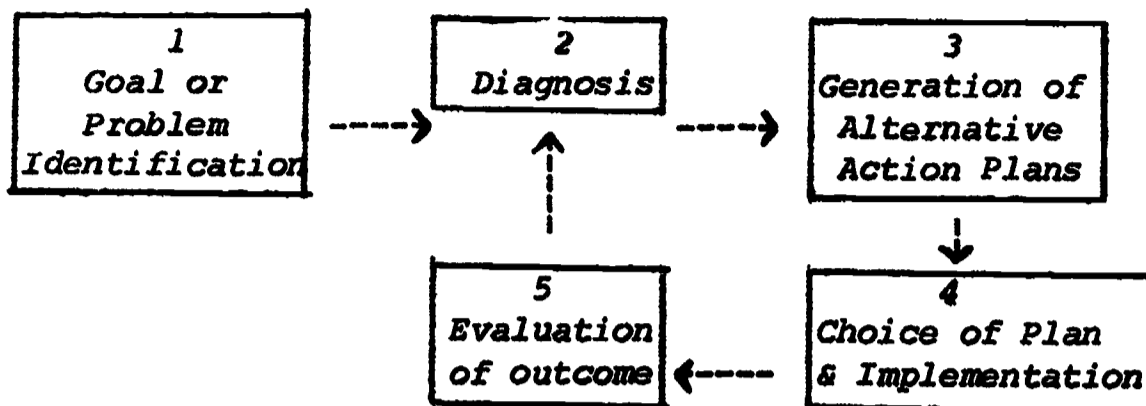 1
Goal or
Problem
Identification
2
Diagnosis
3
Generation of
Alternative
Action Plans
4
Choice of Plan
& Implementation
5
Evaluation
of outcome